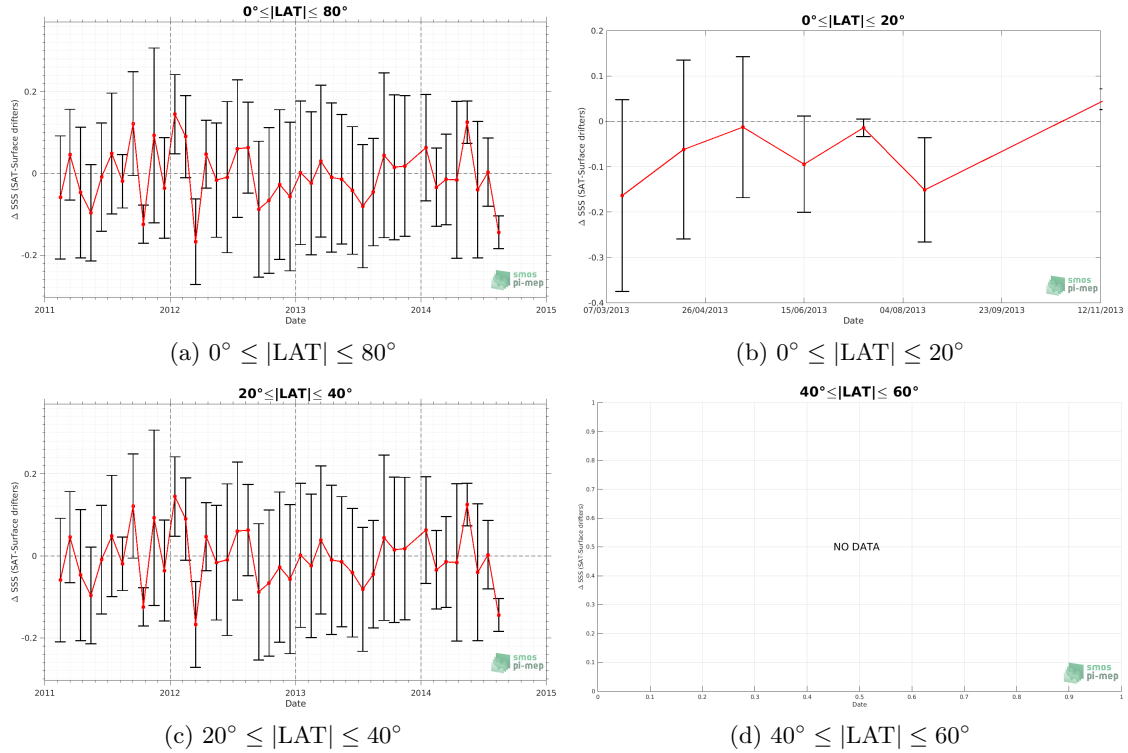 0°≤|LAT|≤ 80°
Δ SSS (SAT-Surface drifters)
0.2
0
-0.2
2011
2012
2013
2014
2015
Date
smos
pi-mep
(a) 0° ≤ |LAT| ≤ 80°
0°≤|LAT|≤ 20°
Δ SSS (SAT-Surface drifters)
0.2
0.1
0
-0.1
-0.2
-0.3
-0.4
07/03/2013
26/04/2013
15/06/2013
04/08/2013
23/09/2013
12/11/2013
Date
smos
pi-mep
(b) 0° ≤ |LAT| ≤ 20°
20°≤|LAT|≤ 40°
Δ SSS (SAT-Surface drifters)
0.2
0
-0.2
2011
2012
2013
2014
2015
Date
smos
pi-mep
(c) 20° ≤ |LAT| ≤ 40°
40°≤|LAT|≤ 60°
Δ SSS (SAT-Surface drifters)
1
0.9
0.8
0.7
0.6
0.5
0.4
0.3
0.2
0.1
0
NO DATA
0
0.1
0.2
0.3
0.4
0.5
0.6
0.7
0.8
0.9
1
Date
smos
pi-mep
(d) 40° ≤ |LAT| ≤ 60°